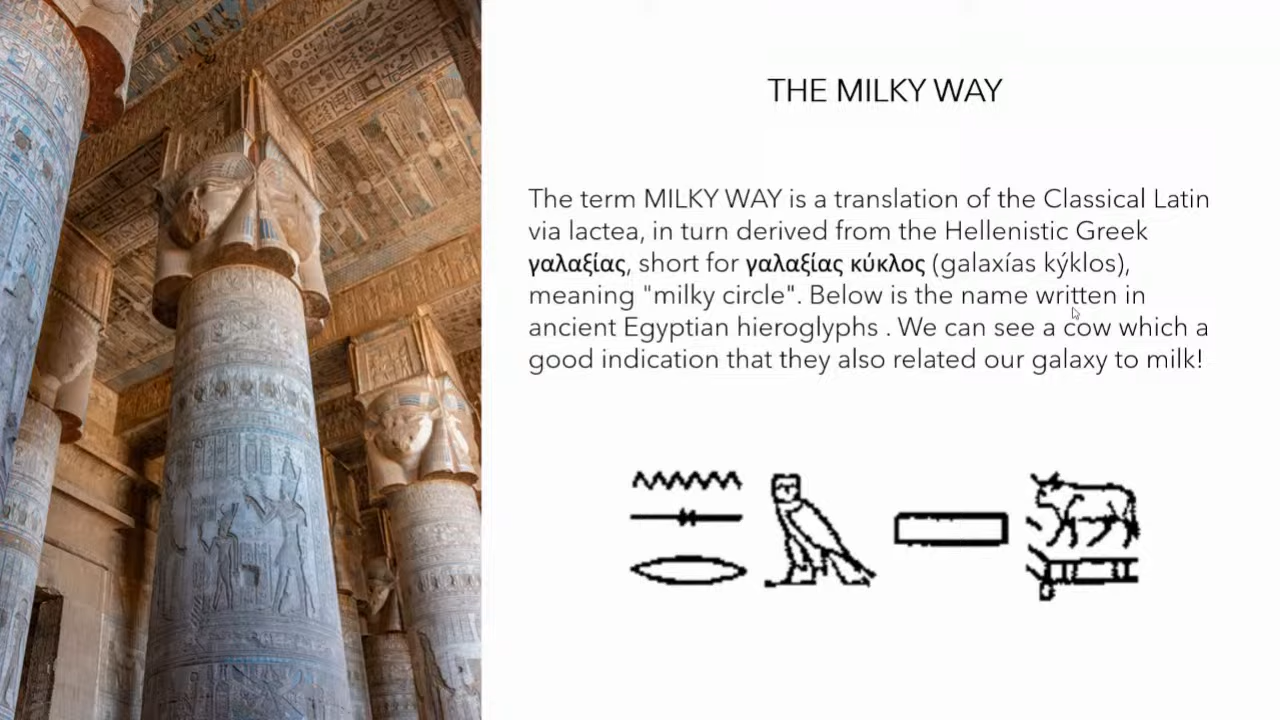 THE MILKY WAY
The term MILKY WAY is a translation of the Classical Latin
via lactea, in turn derived from the Hellenistic Greek
γαλαξίας, short for γαλαξίας κύκλος (galaxías kýklos),
meaning "milky circle". Below is the name written in
ancient Egyptian hieroglyphs . We can see a cow which a
good indication that they also related our galaxy to milk!